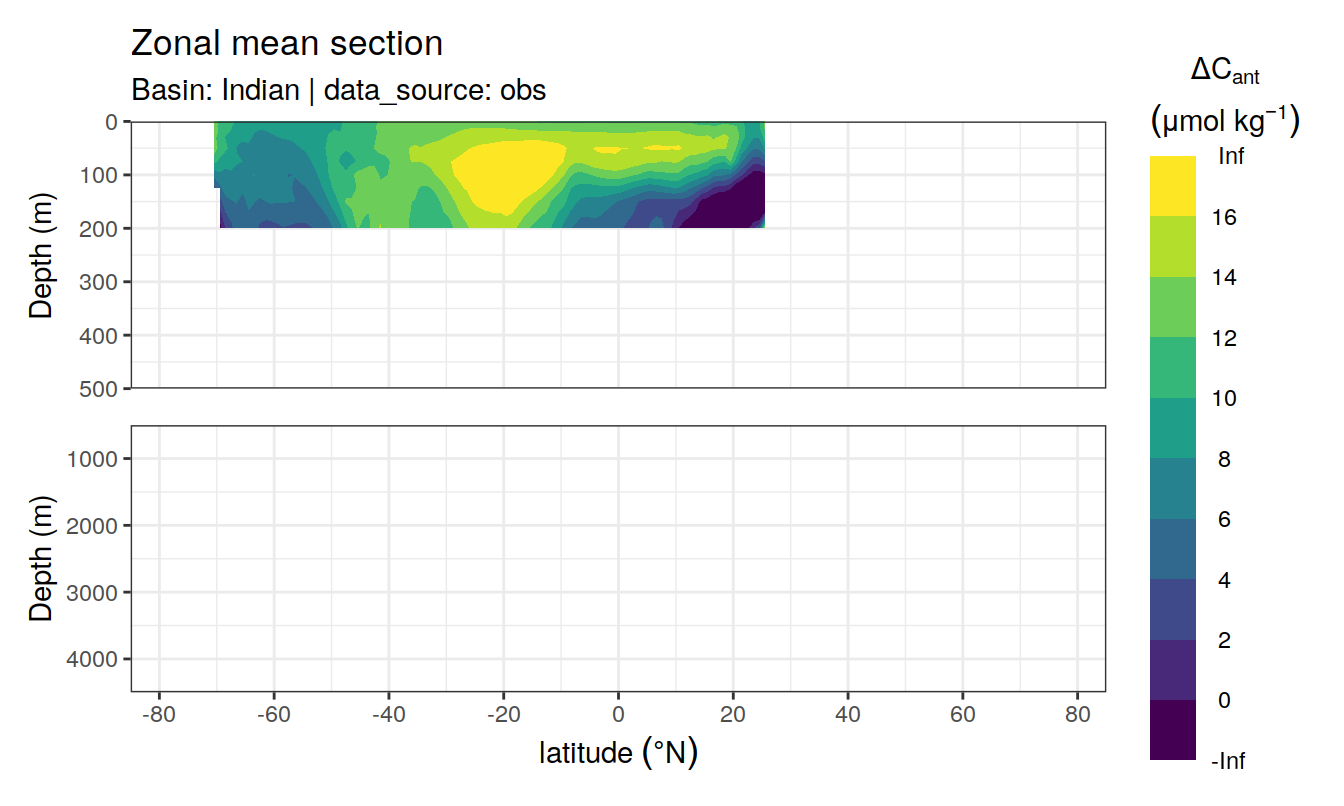 Zonal mean section
Basin: Indian | data_source: obs
ΔCant
(μmol kg−1)
Inf
16
14
12
10
8
6
4
2
0
-Inf
Depth (m)
0
100
200
300
400
500
Depth (m)
1000
2000
3000
4000
-80 -60 -40 -20 0 20 40 60 80
latitude (°N)